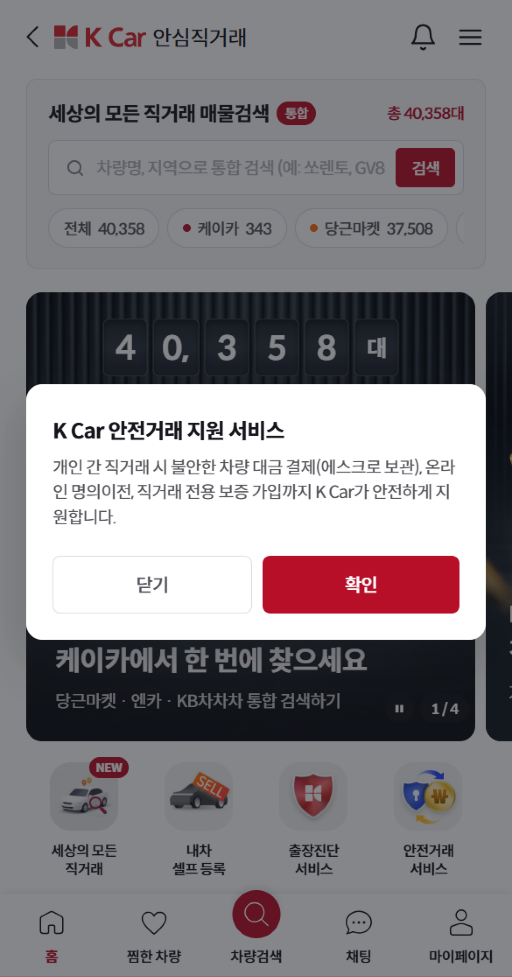 K Car 안심직거래
세상의 모든 직거래 매물검색 통합 총 40,358대
차량명, 지역으로 통합 검색 (예: 쏘렌토, GV8 검색
전체 40,358 케이카 343 당근마켓 37,508
40,358대
K Car 안전거래 지원 서비스
개인 간 직거래 시 불안한 차량 대금 결제(에스크로 보관), 온라
인 명의이전, 직거래 전용 보증 가입까지 K Car가 안전하게 지
원합니다.
닫기 확인
케이카에서 한 번에 찾으세요
당근마켓 · 엔카 · KB차차차 통합 검색하기
1/4
NEW
SELL
세상의 모든
직거래
내차
셀프 등록
출장진단
서비스
안전거래
서비스
홈 찜한 차량 차량검색 채팅 마이페이지